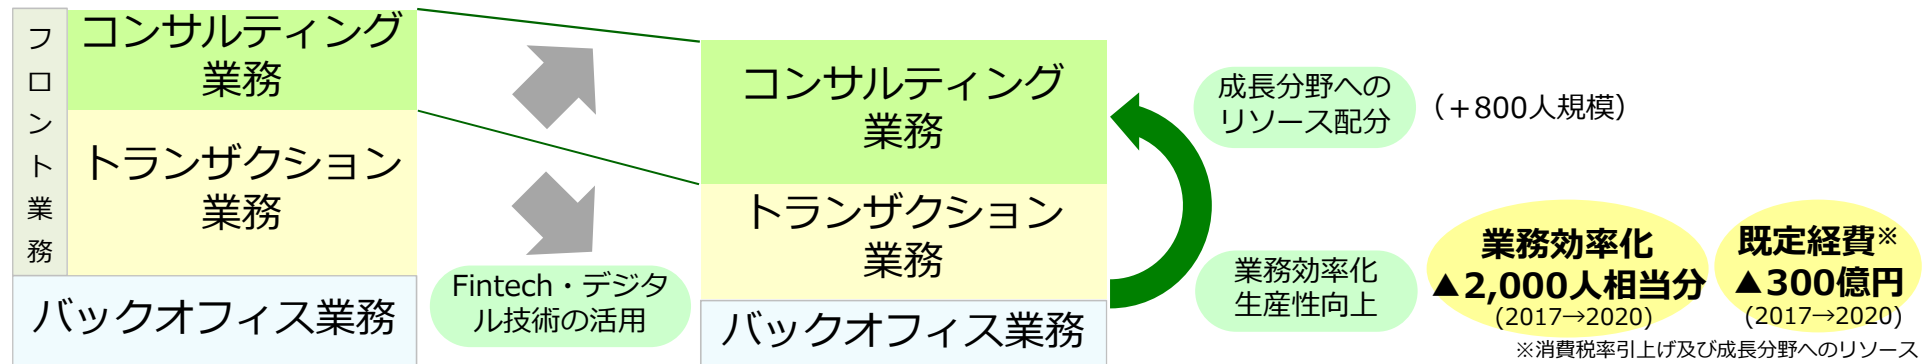 フロント業務
コンサルティング
業務
トランザクション
業務
バックオフィス業務
Fintech・デジタ
ル技術の活用
コンサルティング
業務
トランザクション
業務
バックオフィス業務
成長分野への
リソース配分
（＋800人規模）
業務効率化
生産性向上
業務効率化
▲2,000人相当分
(2017→2020)
既定経費※
▲300億円
(2017→2020)
※消費税率引上げ及び成長分野へのリソース